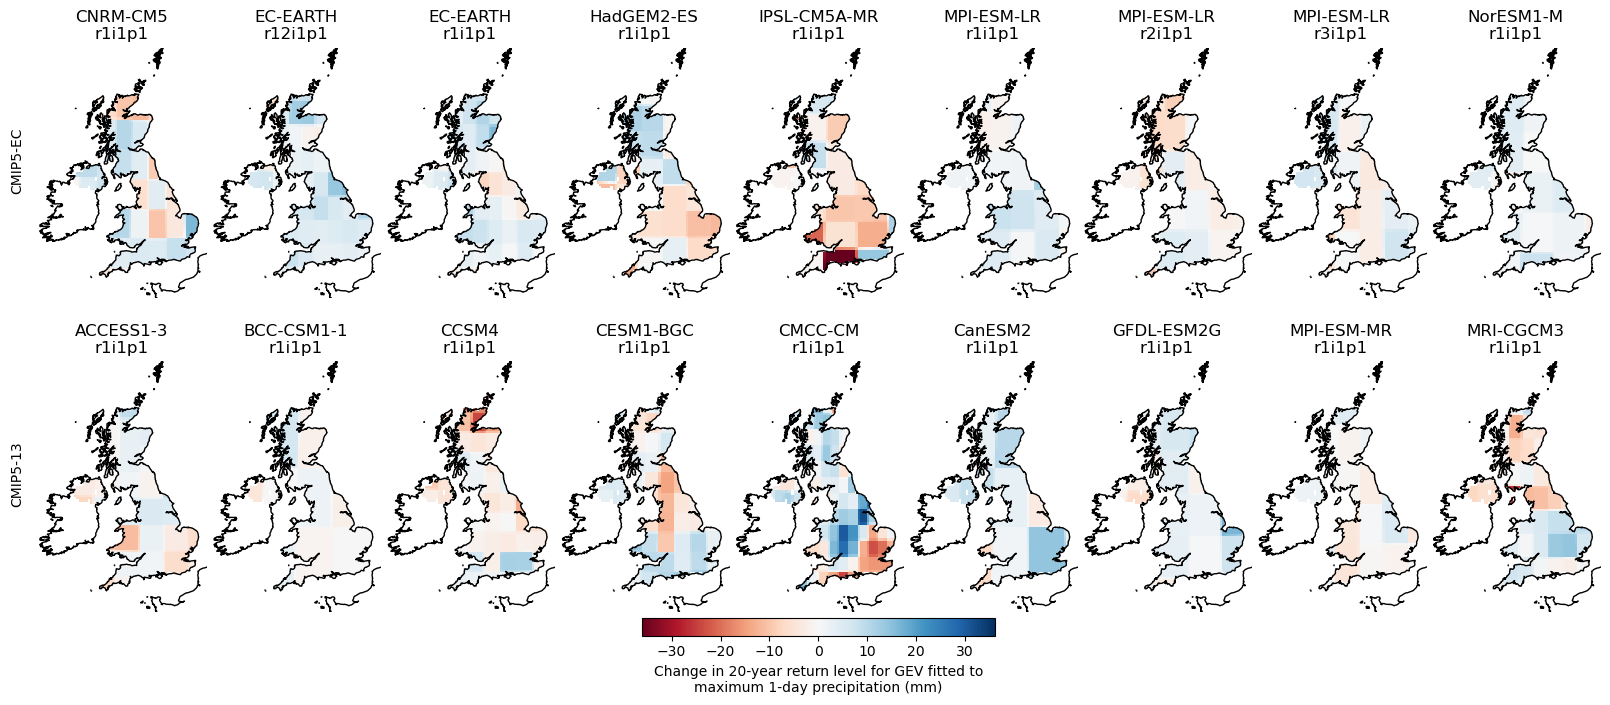 CNRM-CM5 EC-EARTH EC-EARTH HadGEM2-ES IPSL-CM5A-MR MPI-ESM-LR MPI-ESM-LR MPI-ESM-LR NorESM1-M
r1i1p1 r12i1p1 r1i1p1 r1i1p1 r1i1p1 r1i1p1 r2i1p1 r3i1p1 r1i1p1
CMIP5-EC
ACCESS1-3 BCC-CSM1-1 CCSM4 CESM1-BGC CMCC-CM CanESM2 GFDL-ESM2G MPI-ESM-MR MRI-CGCM3
r1i1p1 r1i1p1 r1i1p1 r1i1p1 r1i1p1 r1i1p1 r1i1p1 r1i1p1 r1i1p1
CMIP5-13
−30 −20 −10 0 10 20 30
Change in 20-year return level for GEV fitted to
maximum 1-day precipitation (mm)